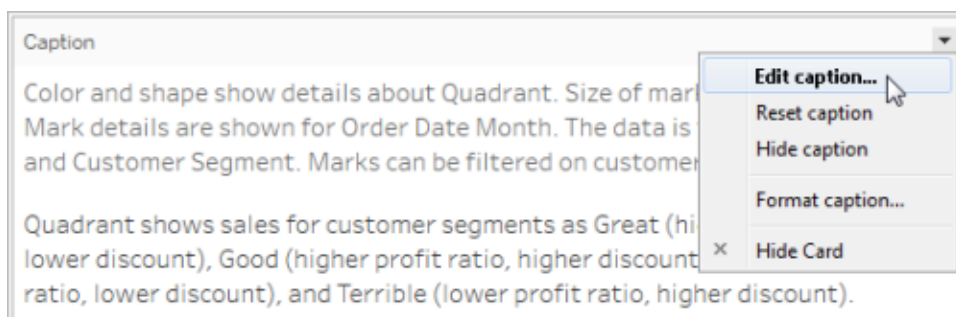 Caption
Edit caption...
Reset caption
Hide caption
Format caption...
Hide Card
Color and shape show details about Quadrant. Size of
Mark details are shown for Order Date Month. The data is
and Customer Segment. Marks can be filtered on
Quadrant shows sales for customer segments as Great
lower discount), Good (higher profit ratio, higher discount
ratio, lower discount), and Terrible (lower profit ratio, higher discount).